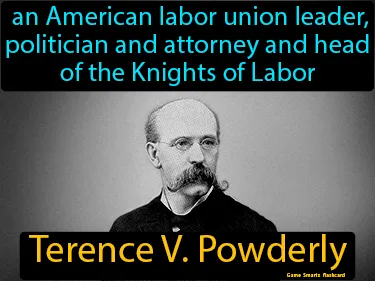 an American labor union leader,
politician and attorney and head
of the Knights of Labor
Terence V. Powderly
Game Smartz flashcard